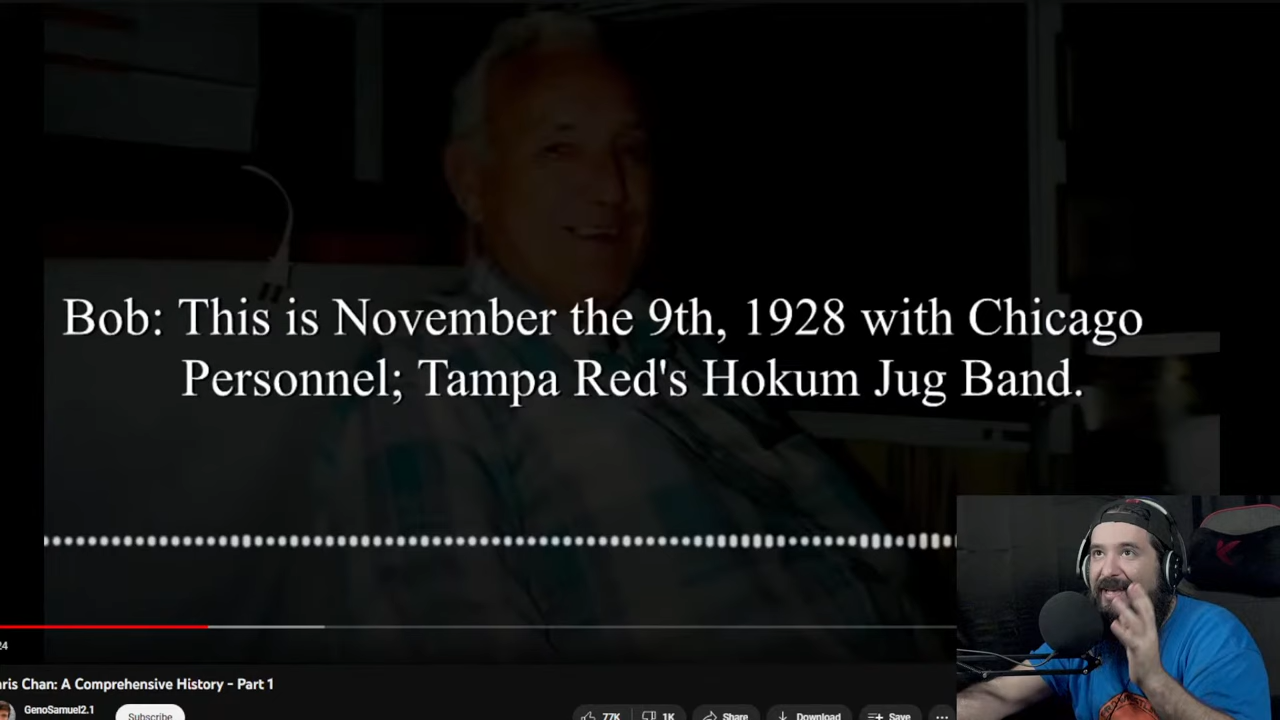 Bob: This is November the 9th, 1928 with Chicago
Personnel; Tampa Red's Hokum Jug Band.
24
ris Chan: A Comprehensive History - Part 1
GenoSamuel2.1
Subscribe
77K
1K
Share
Download
Save
...